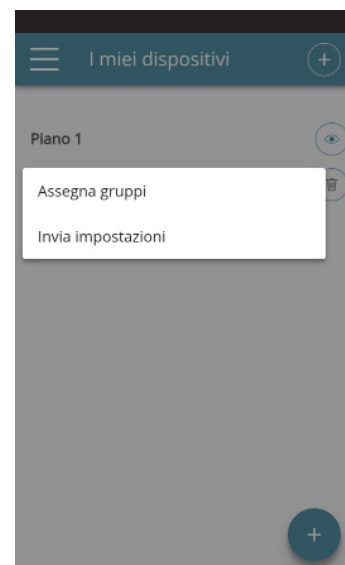 I miei dispositivi
Piano 1
Assegna gruppi
Invia impostazioni